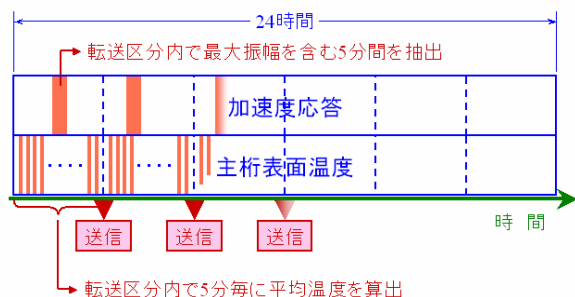 24時間
転送区分内で最大振幅を含む5分間を抽出
加速度応答
主桁表面温度
時 間
送信
送信
送信
転送区分内で5分毎に平均温度を算出